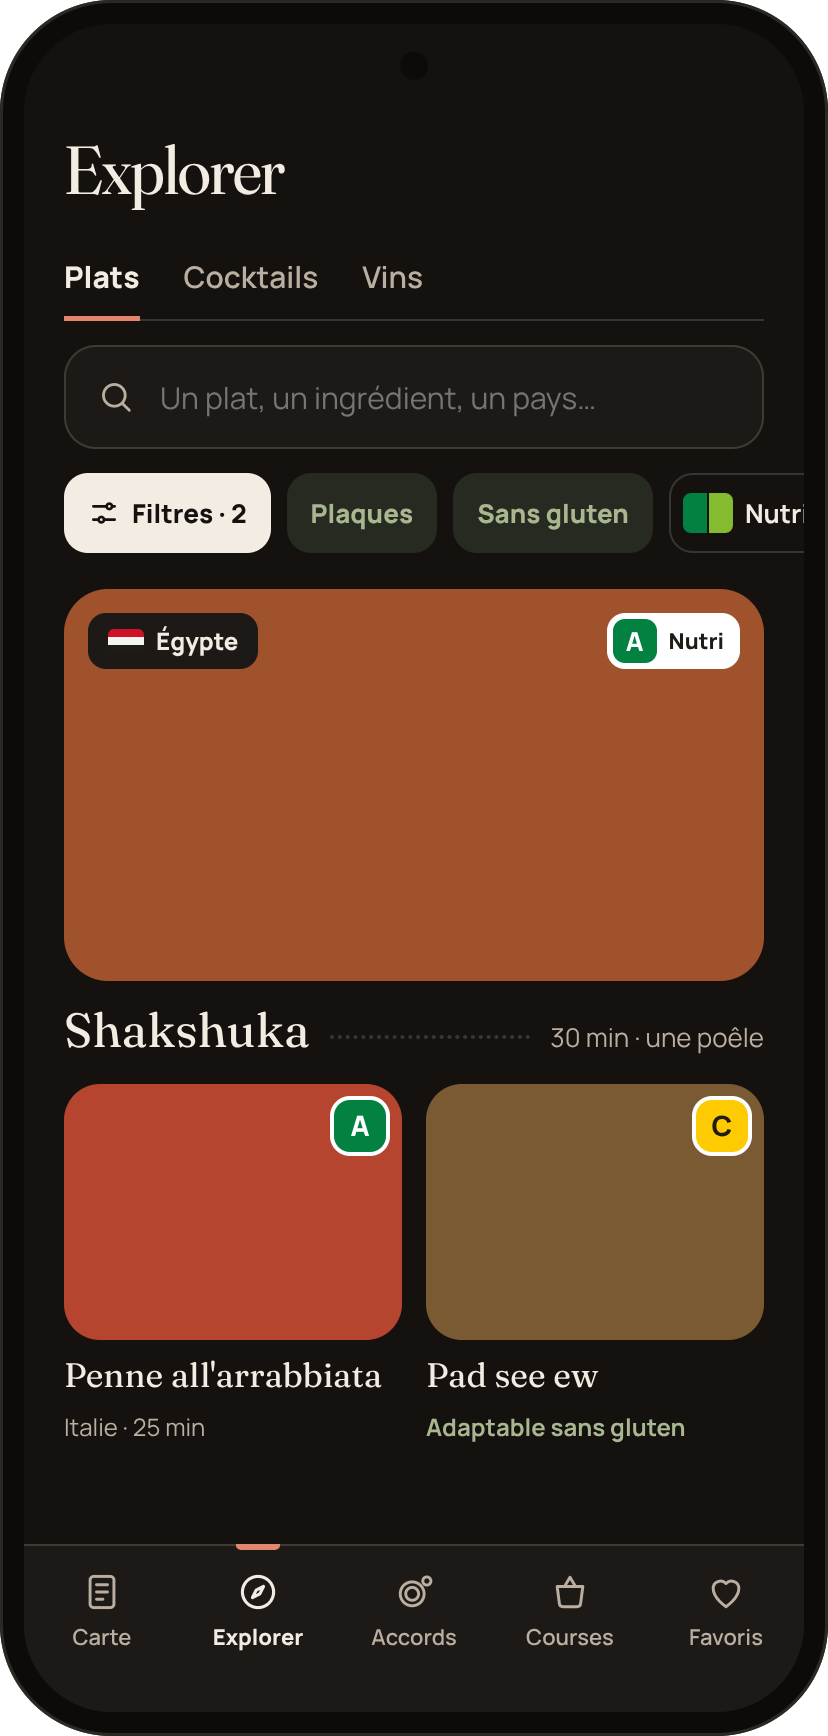 Explorer
Plats Cocktails Vins
Un plat, un ingrédient, un pays...
Filtres · 2 Plaques Sans gluten Nutri
Égypte A Nutri
Shakshuka 30 min · une poêle
A C
Penne all'arrabbiata Pad see ew
Italie · 25 min Adaptable sans gluten
Carte Explorer Accords Courses Favoris